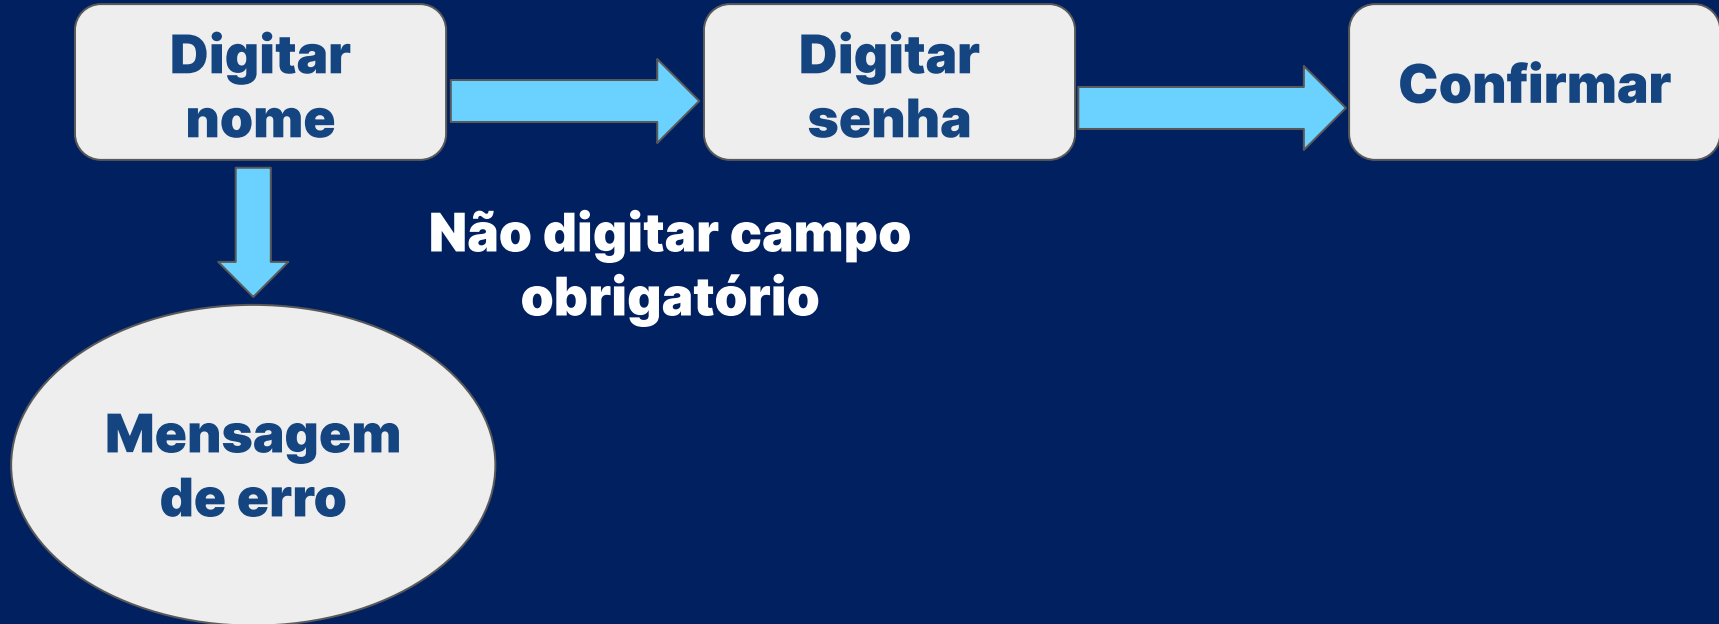 Digitar
nome
Digitar
senha
Confirmar
Não digitar campo
obrigatório
Mensagem
de erro